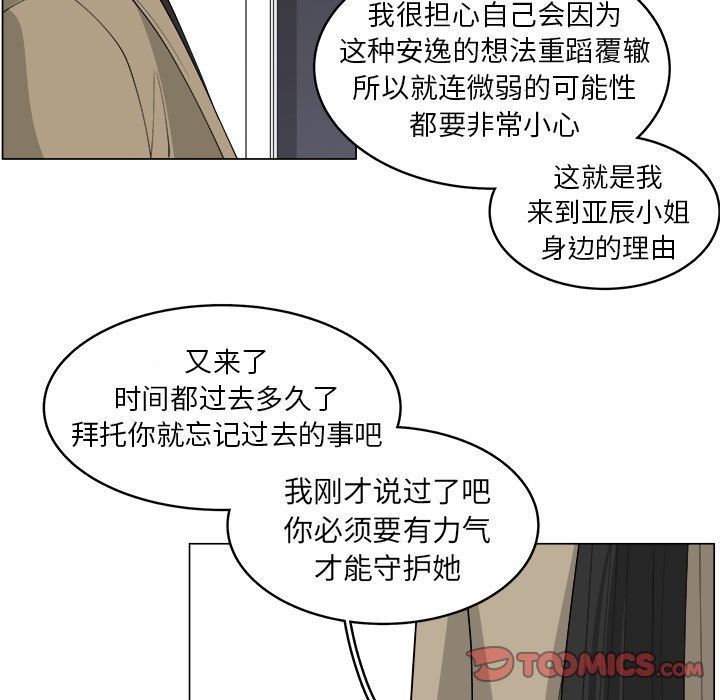 我很担心自己会因为
这种安逸的想法重蹈覆辙
所以就连微弱的可能性
都要非常小心
这就是我
来到亚辰小姐
身边的理由
又来了
时间都过去多久了
拜托你就忘记过去的事吧
我刚才说过了吧
你必须要有力气
才能守护她
TOOMICS.COM